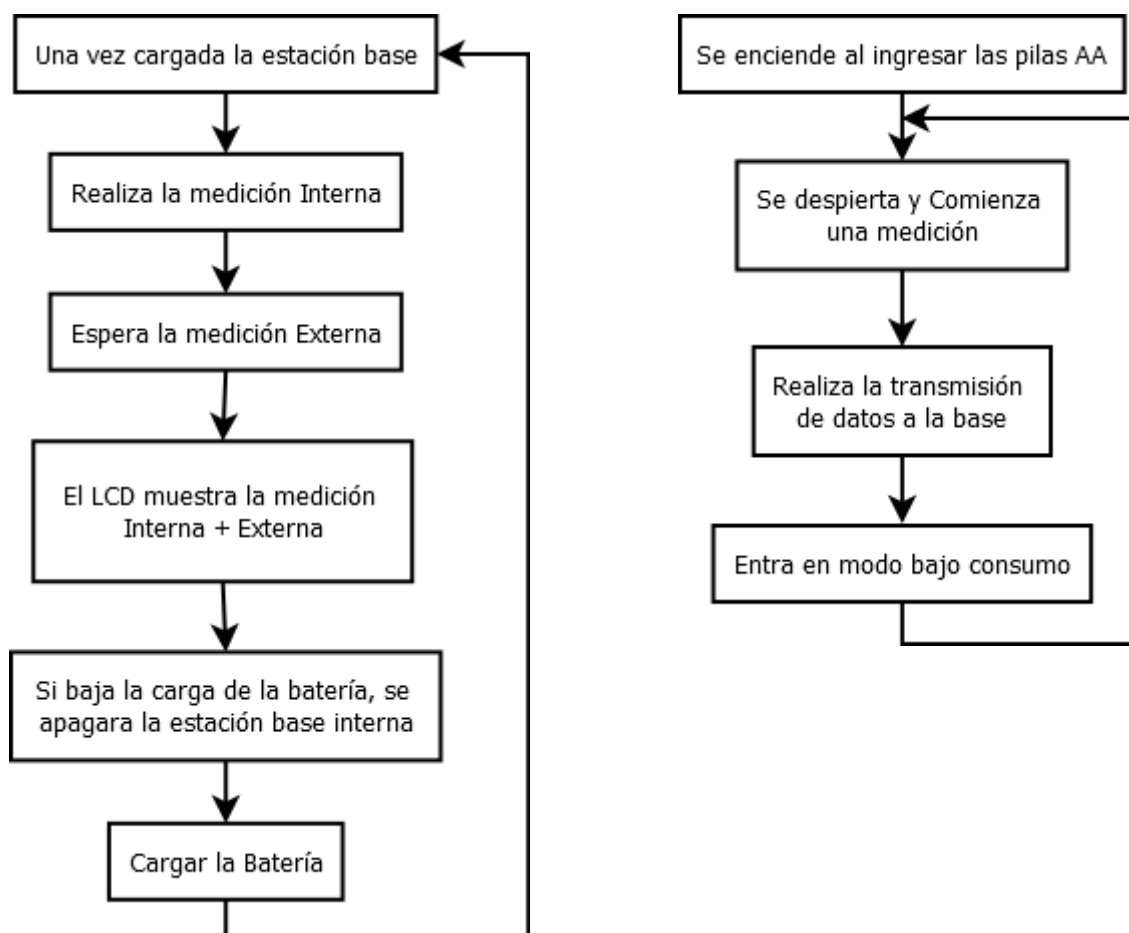 Una vez cargada la estación base
Realiza la medición Interna
Espera la medición Externa
El LCD muestra la medición
Interna + Externa
Si baja la carga de la batería, se
apagara la estación base interna
Cargar la Batería
Se enciende al ingresar las pilas AA
Se despierta y Comienza
una medición
Realiza la transmisión
de datos a la base
Entra en modo bajo consumo